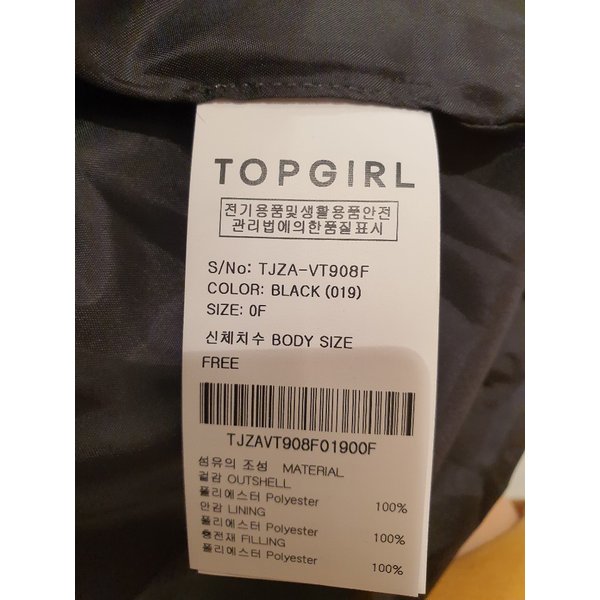 TOPGIRL
전기용품및생활용품안전
관리법에의한품질표시
S/No: TJZA-VT908F
COLOR: BLACK (019)
SIZE: 0F
신체치수 BODY SIZE
FREE
TJZAVT908F01900F
섬유의 조성 MATERIAL
겉감 OUTSHELL
폴리에스터 Polyester 100%
안감 LINING
폴리에스터 Polyester 100%
충전재 FILLING
폴리에스터 Polyester 100%